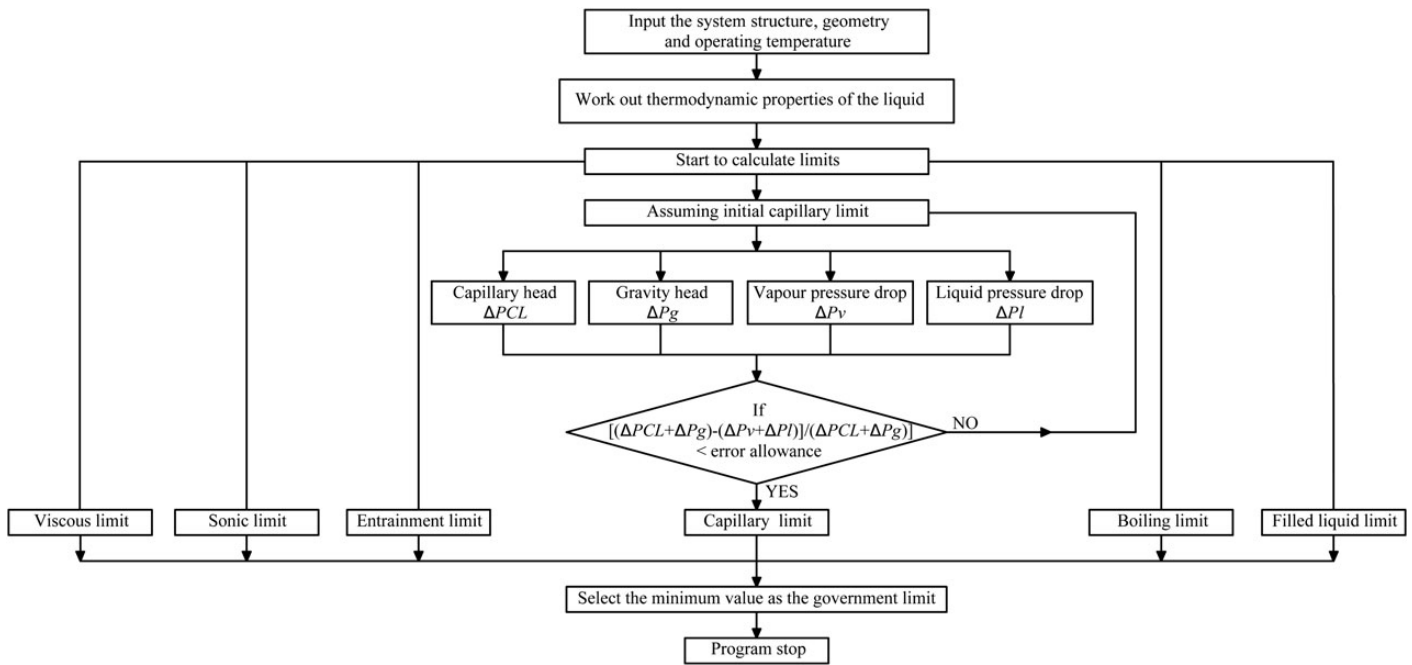 Input the system structure, geometry
and operating temperature
Work out thermodynamic properties of the liquid
Start to calculate limits
Assuming initial capillary limit
Capillary head
ΔPCL
Gravity head
ΔPg
Vapour pressure drop
ΔPv
Liquid pressure drop
ΔPl
If
[(ΔPCL+ΔPg)-(ΔPv+ΔPl)]/(ΔPCL+ΔPg)]
< error allowance
NO
YES
Viscous limit
Sonic limit
Entrainment limit
Capillary limit
Boiling limit
Filled liquid limit
Select the minimum value as the government limit
Program stop